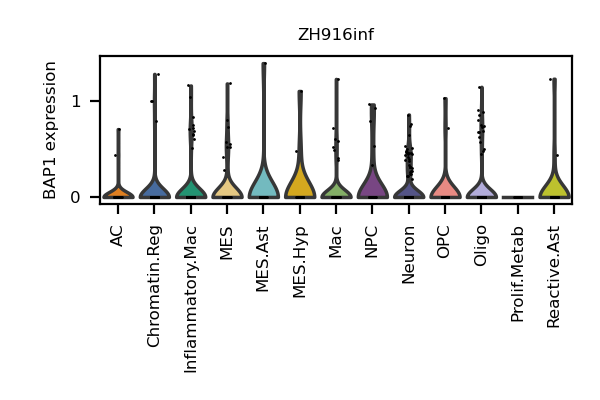 ZH916inf
BAP1 expression
1
0
AC
Chromatin.Reg
Inflammatory.Mac
MES
MES.Ast
MES.Hyp
Mac
NPC
Neuron
OPC
Oligo
Prolif.Metab
Reactive.Ast